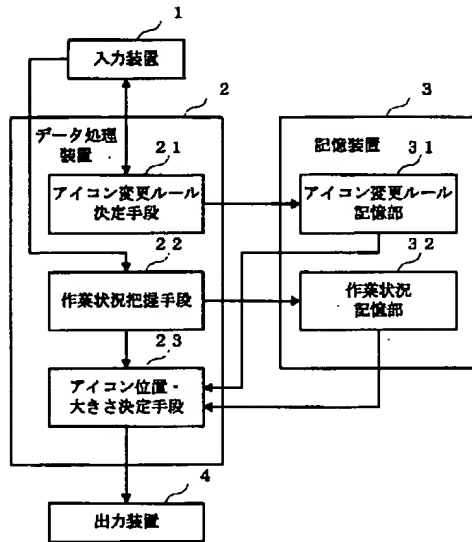 1
入力装置
2
3
データ処理
装置
記憶装置
21
31
アイコン変更ルール
決定手段
アイコン変更ルール
記憶部
22
32
作業状況把握手段
作業状況
記憶部
23
アイコン位置・
大きさ決定手段
4
出力装置